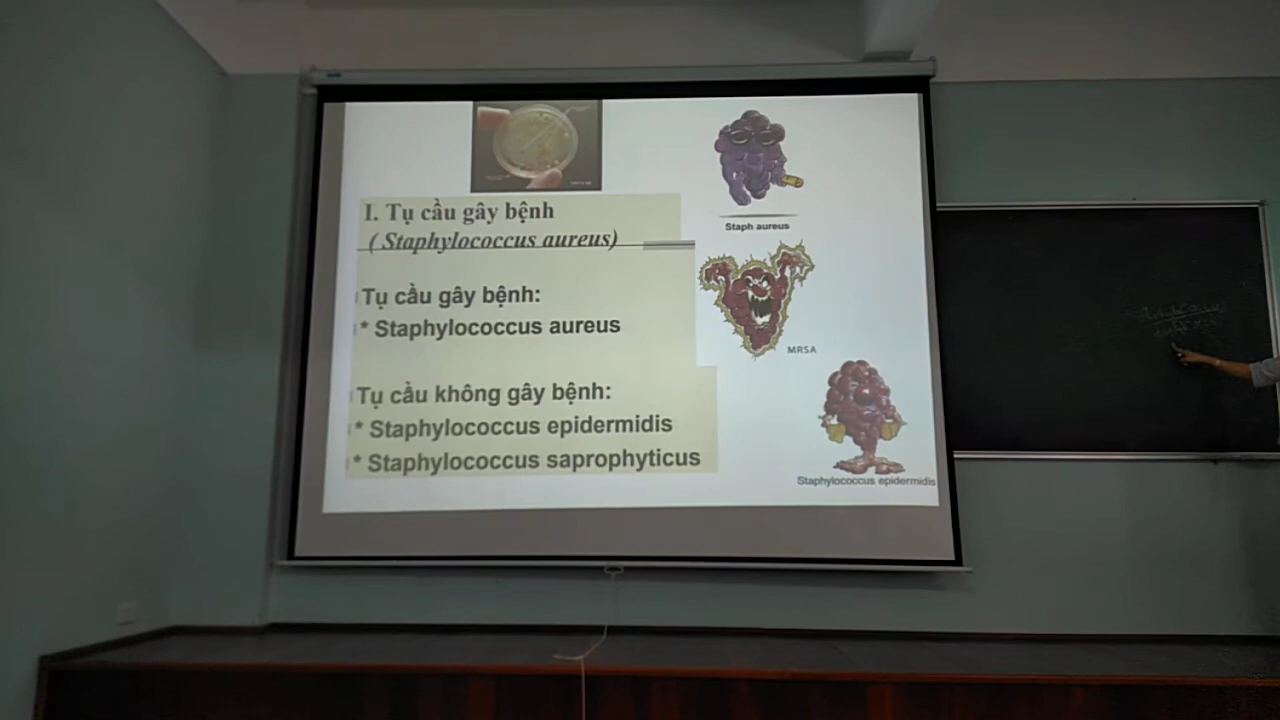 I. Tụ cầu gây bệnh
( Staphylococcus aureus)
Tụ cầu gây bệnh:
* Staphylococcus aureus
Tụ cầu không gây bệnh:
* Staphylococcus epidermidis
* Staphylococcus saprophyticus
Staph aureus
MRSA
Staphylococcus epidermidis